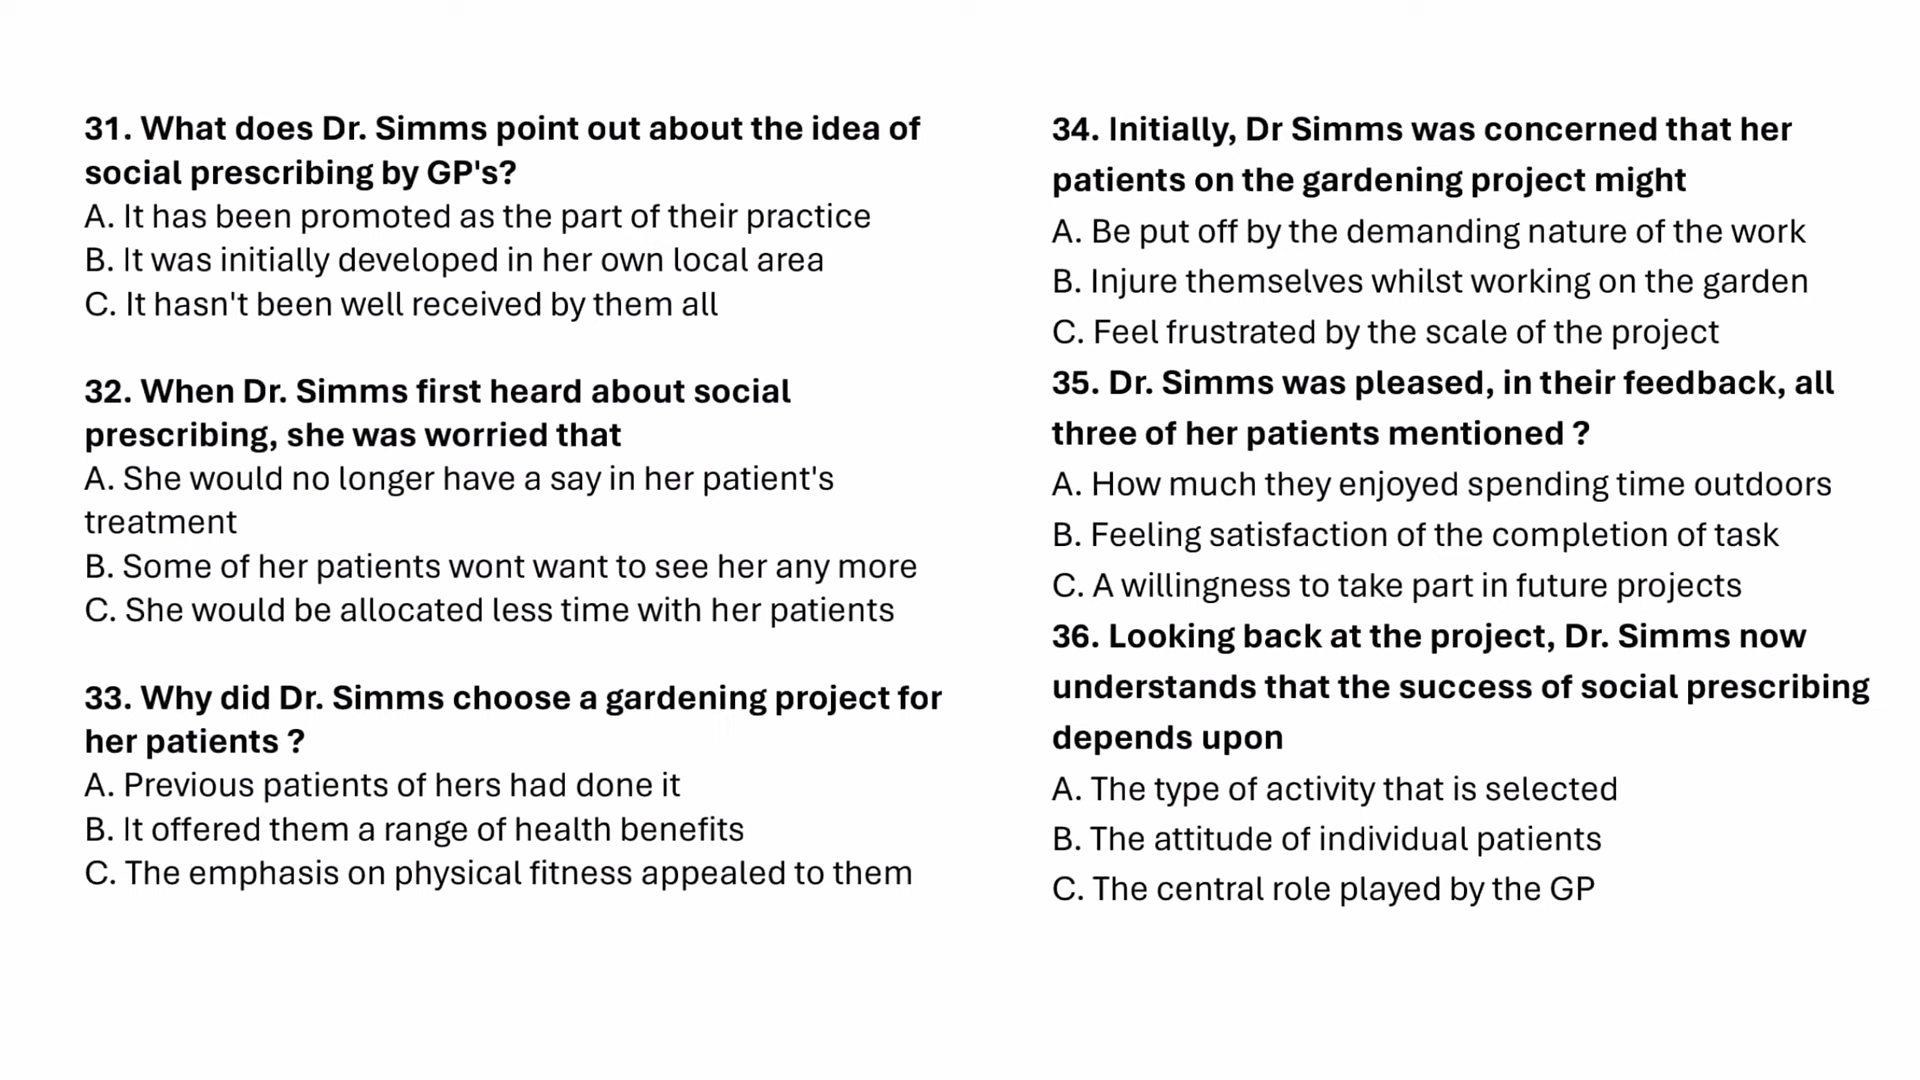 31. What does Dr. Simms point out about the idea of
social prescribing by GP's?
A. It has been promoted as the part of their practice
B. It was initially developed in her own local area
C. It hasn't been well received by them all
32. When Dr. Simms first heard about social
prescribing, she was worried that
A. She would no longer have a say in her patient's
treatment
B. Some of her patients wont want to see her any more
C. She would be allocated less time with her patients
33. Why did Dr. Simms choose a gardening project for
her patients ?
A. Previous patients of hers had done it
B. It offered them a range of health benefits
C. The emphasis on physical fitness appealed to them
34. Initially, Dr Simms was concerned that her
patients on the gardening project might
A. Be put off by the demanding nature of the work
B. Injure themselves whilst working on the garden
C. Feel frustrated by the scale of the project
35. Dr. Simms was pleased, in their feedback, all
three of her patients mentioned ?
A. How much they enjoyed spending time outdoors
B. Feeling satisfaction of the completion of task
C. A willingness to take part in future projects
36. Looking back at the project, Dr. Simms now
understands that the success of social prescribing
depends upon
A. The type of activity that is selected
B. The attitude of individual patients
C. The central role played by the GP